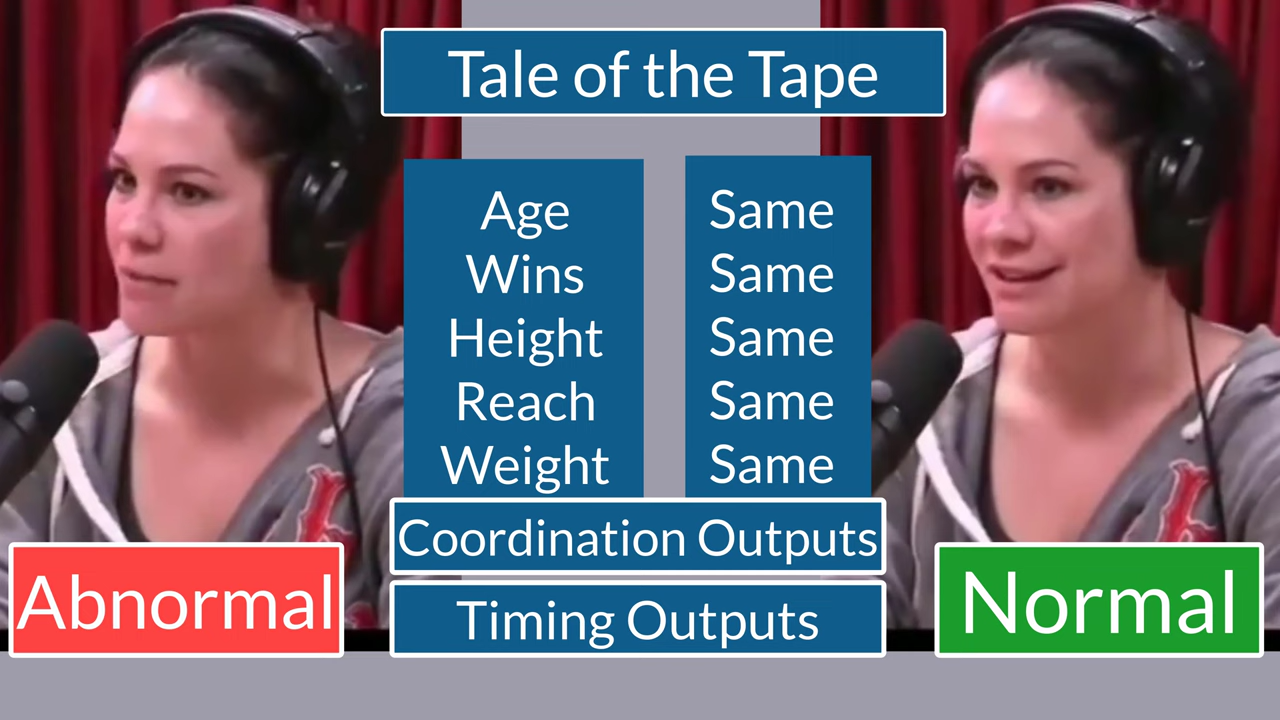 Tale of the Tape
Age Same
Wins Same
Height Same
Reach Same
Weight Same
Coordination Outputs
Timing Outputs
Abnormal
Normal